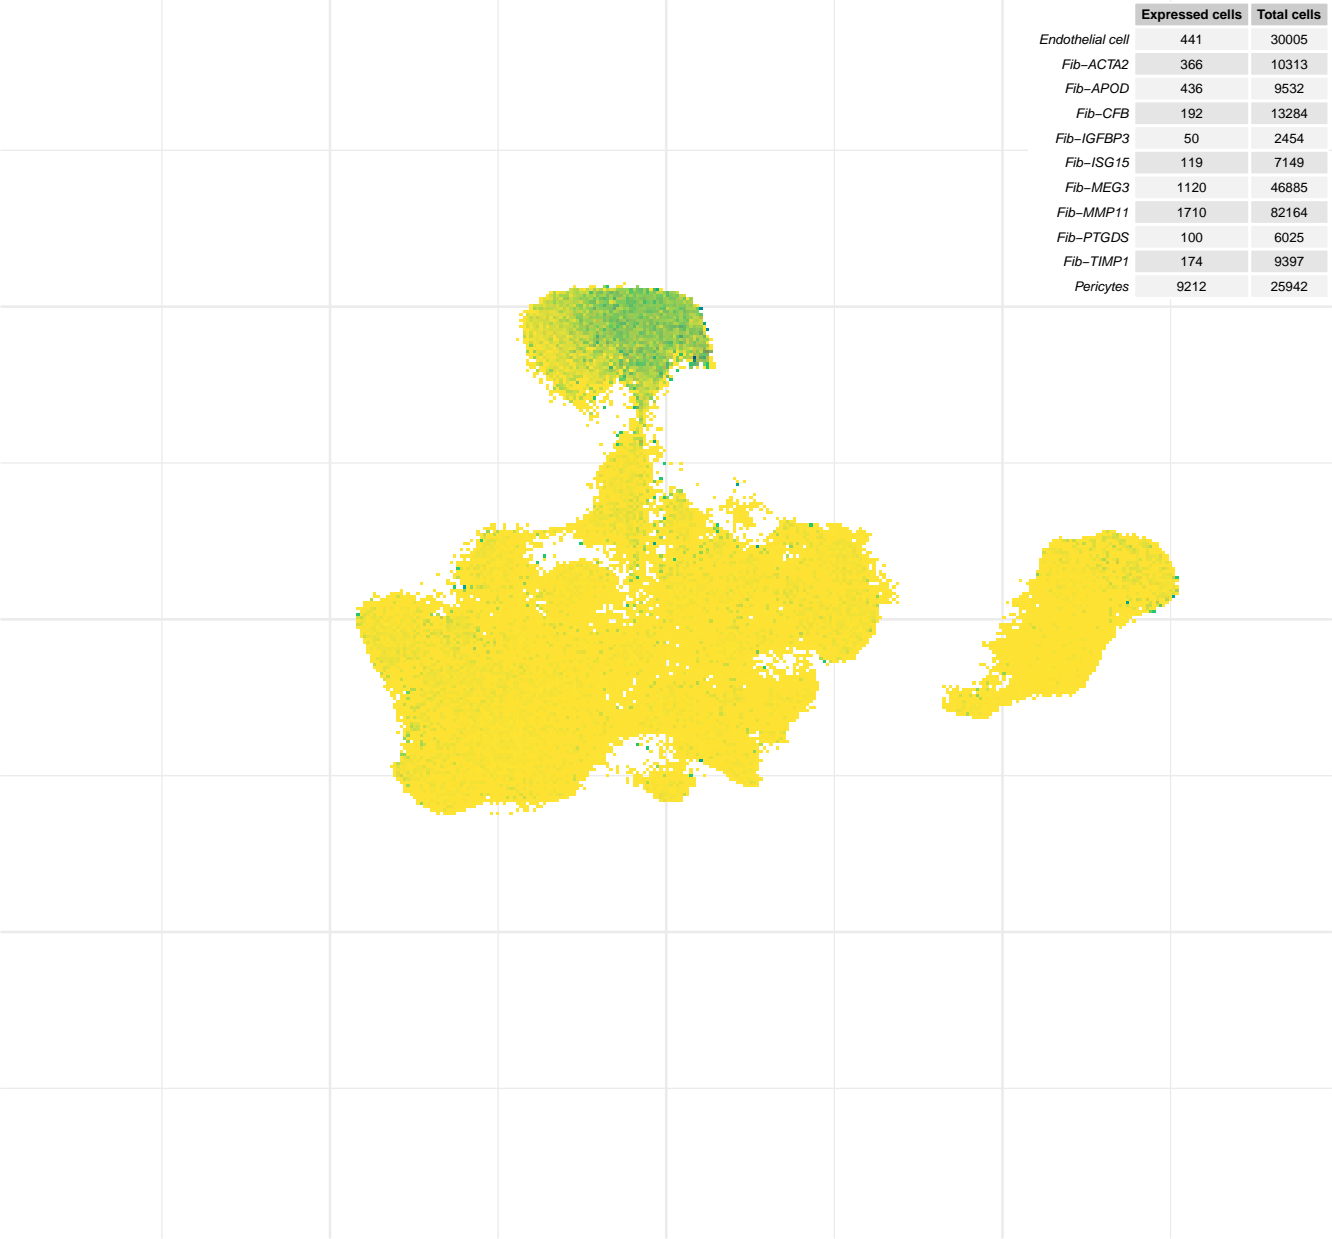 Expressed cells Total cells
Endothelial cell 441 30005
Fib−ACTA2 366 10313
Fib−APOD 436 9532
Fib−CFB 192 13284
Fib−IGFBP3 50 2454
Fib−ISG15 119 7149
Fib−MEG3 1120 46885
Fib−MMP11 1710 82164
Fib−PTGDS 100 6025
Fib−TIMP1 174 9397
Pericytes 9212 25942